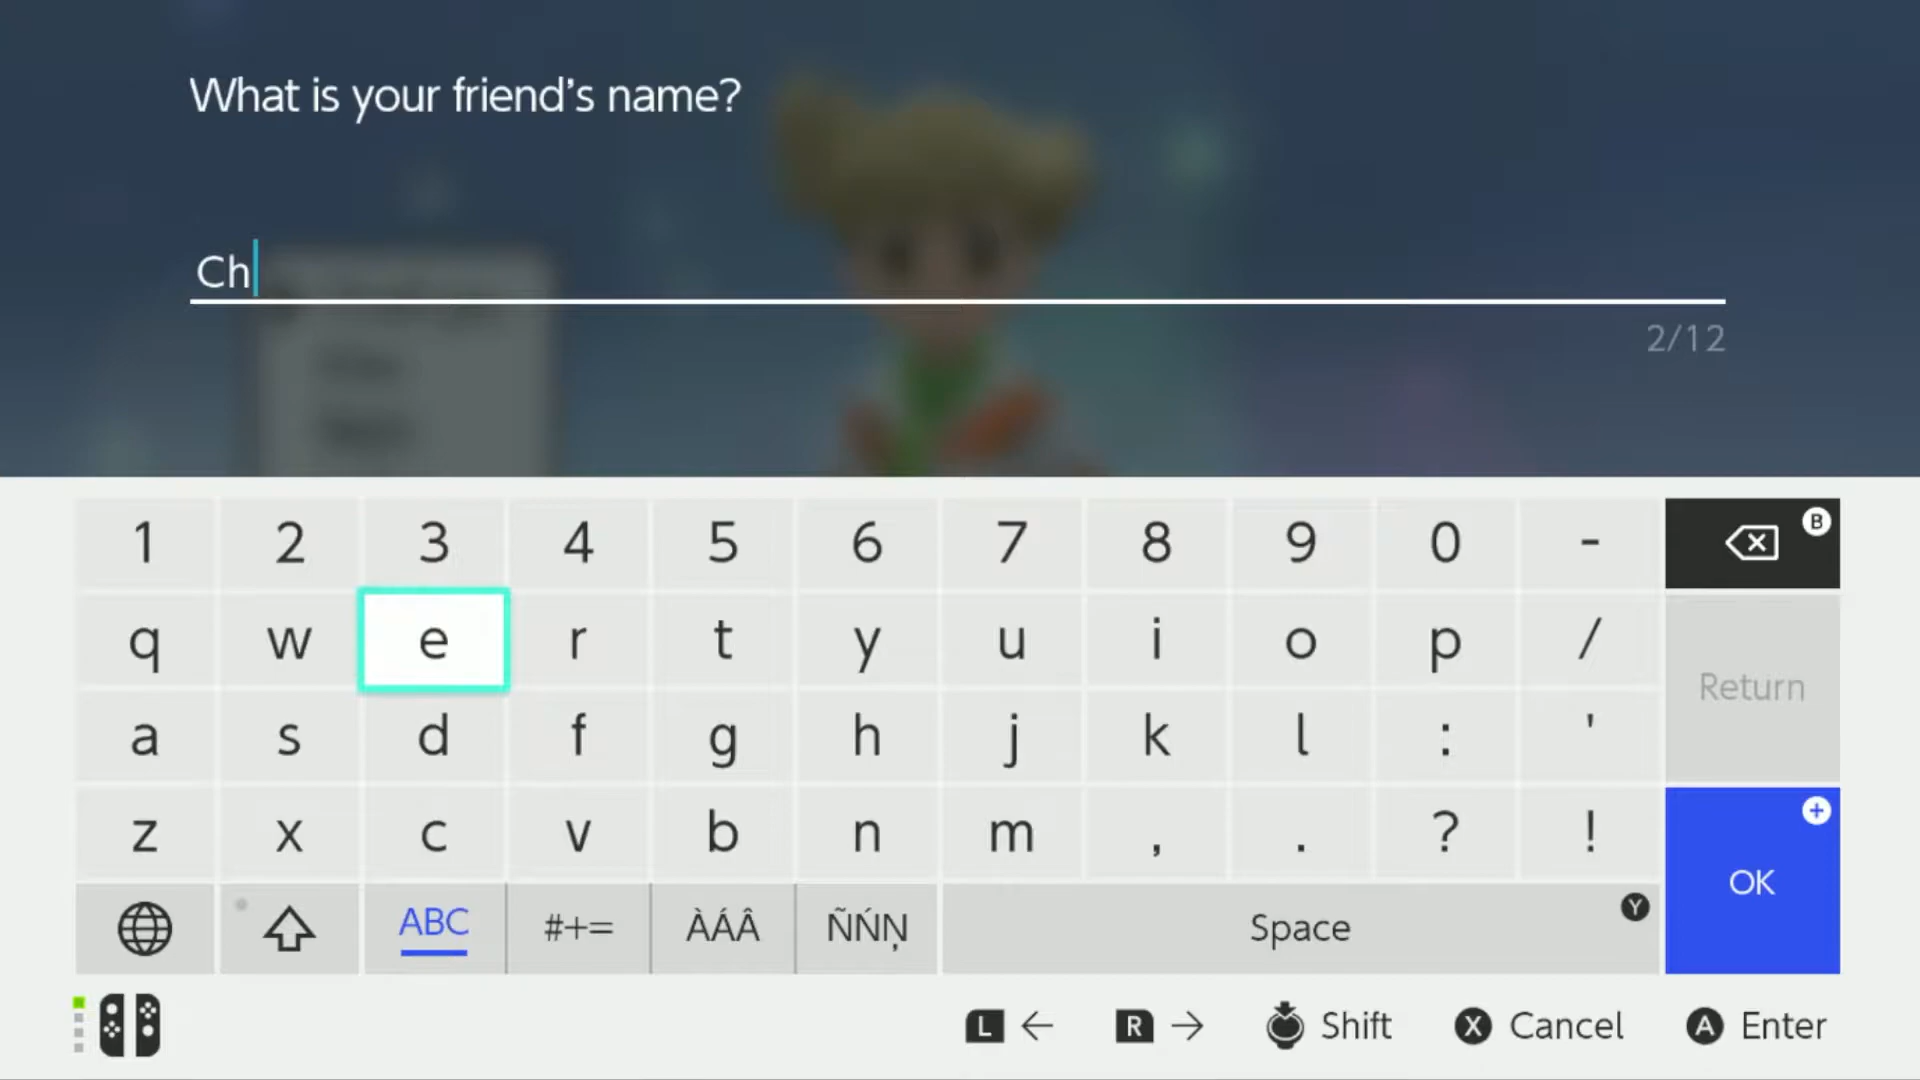 What is your friend's name?
Ch
2/12
1 2 3 4 5 6 7 8 9 0 - B
q w e r t y u i o p /
Return
a s d f g h j k l : '
z x c v b n m , . ? ! +
OK
ABC #+= ÀÁÂ ÑŃŅ Space Y
L ← R → Shift X Cancel A Enter